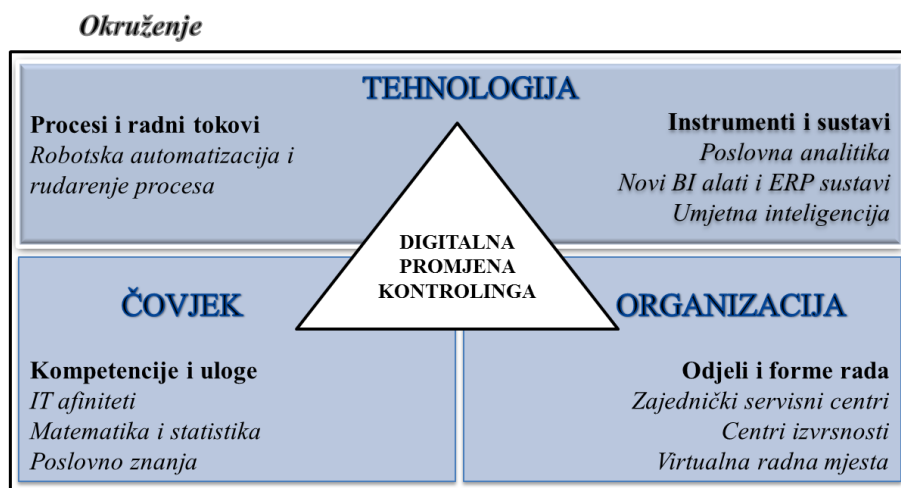 Okruženje
TEHNOLOGIJA
Procesi i radni tokovi
Robotska automatizacija i
rudarenje procesa
Instrumenti i sustavi
Poslovna analitika
Novi BI alati i ERP sustavi
Umjetna inteligencija
DIGITALNA
PROMJENA
KONTROLINGA
ČOVJEK
Kompetencije i uloge
IT afiniteti
Matematika i statistika
Poslovno znanja
ORGANIZACIJA
Odjeli i forme rada
Zajednički servisni centri
Centri izvrsnosti
Virtualna radna mjesta